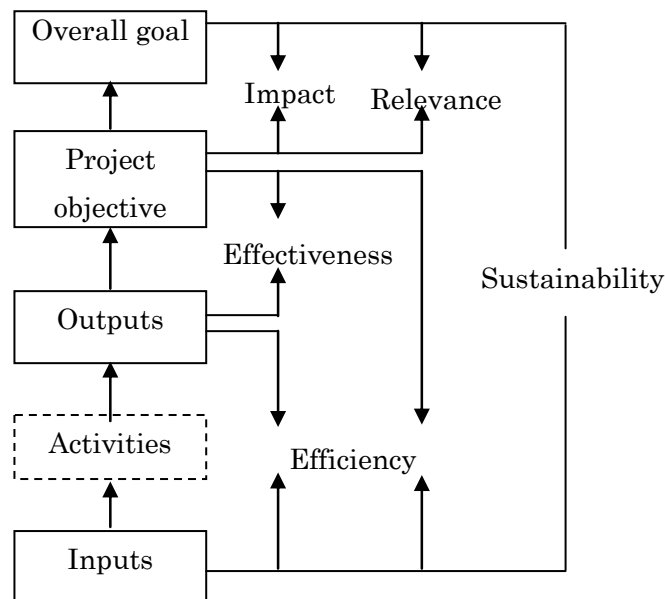 Overall goal
Impact
Relevance
Project
objective
Effectiveness
Sustainability
Outputs
Activities
Efficiency
Inputs